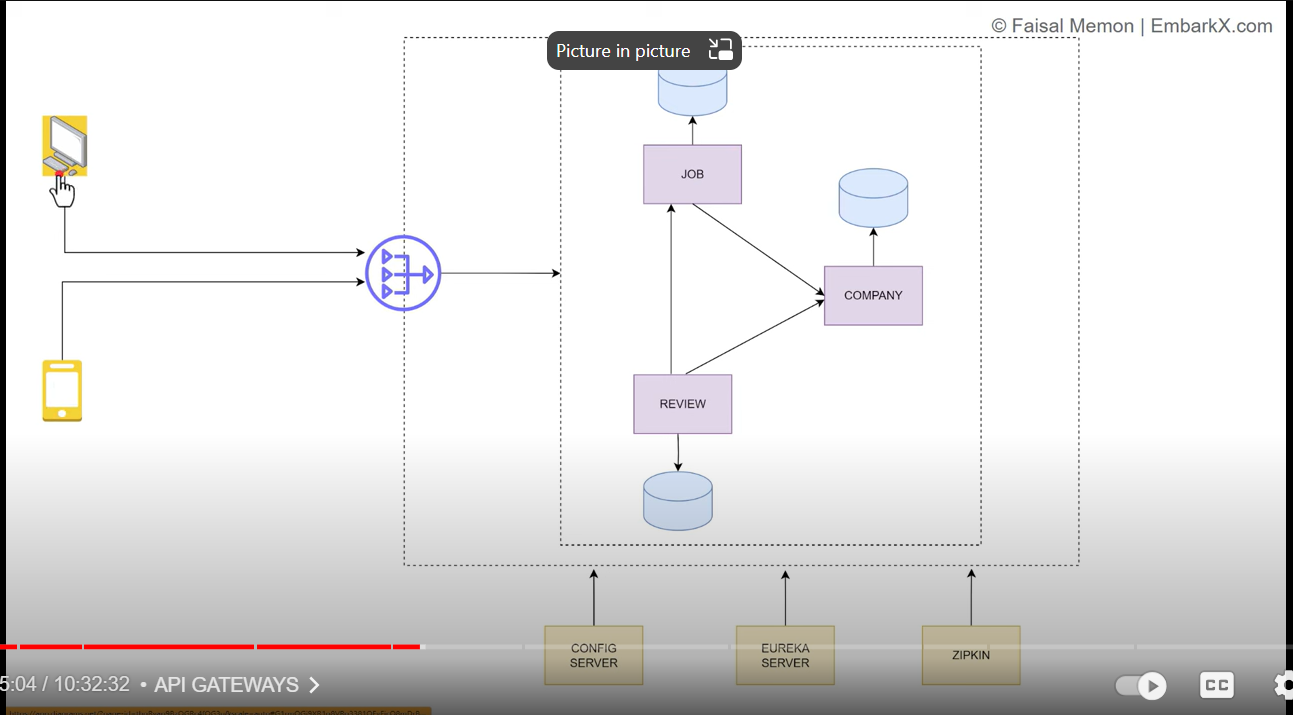 © Faisal Memon | EmbarkX.com
Picture in picture
JOB
COMPANY
REVIEW
CONFIG
SERVER
EUREKA
SERVER
ZIPKIN
5:04 / 10:32:32 • API GATEWAYS
CC